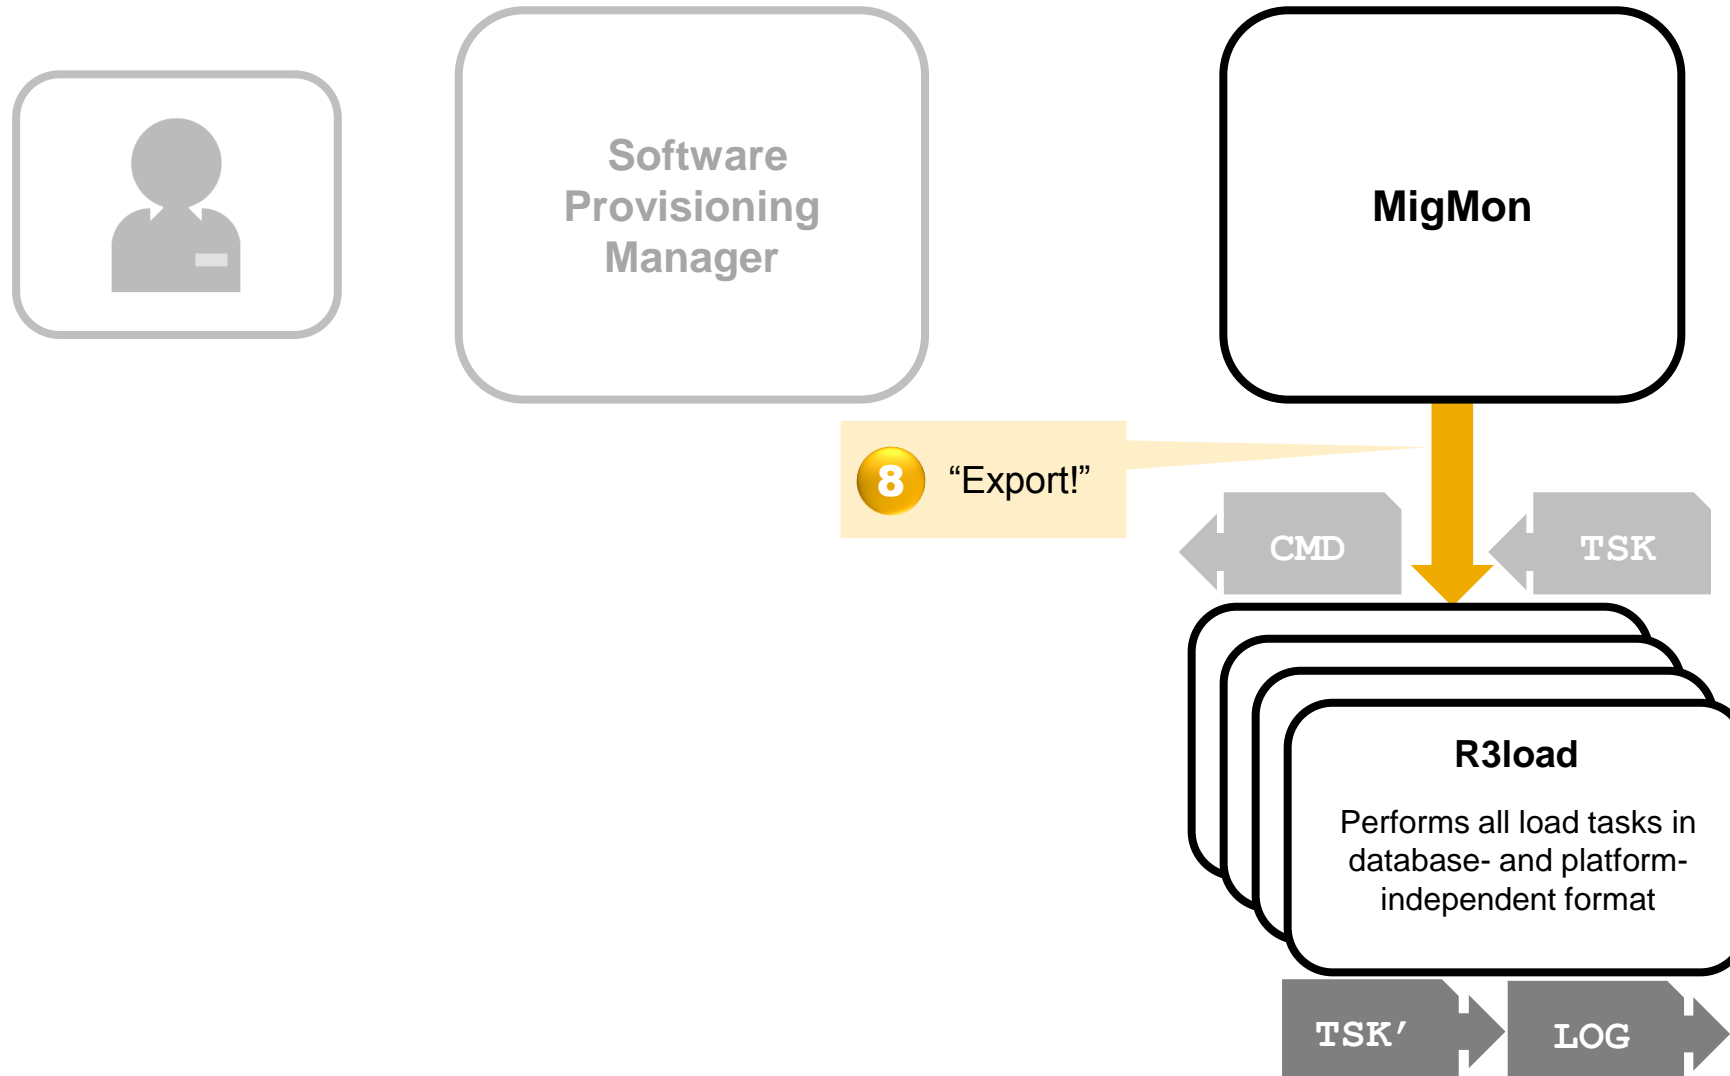 Software
Provisioning
Manager
MigMon
8 “Export!”
CMD
TSK
R3load
Performs all load tasks in
database- and platform-
independent format
TSK’
LOG